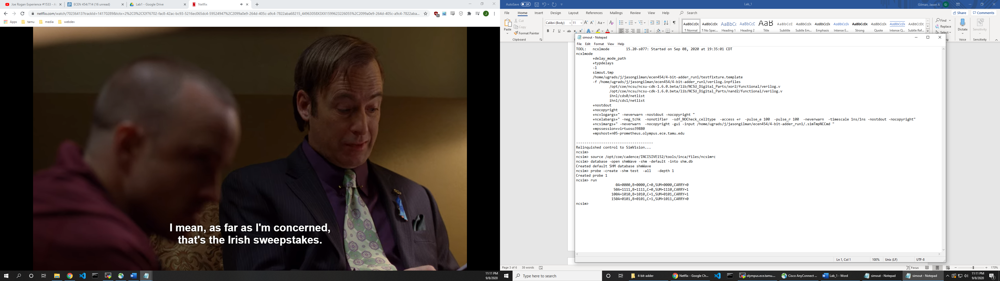 Joe Rogan Experience #1533 - A
ECEN 454/714 (16 unread)
Lab1 - Google Drive
Netflix
netflix.com/watch/70236413?trackId=14170289&tctx=2%2C0%2Cf2f76702-fac8-42ac-bc93-5216ec065dc4-59524947%2C2099a0e9-264d-405c-a9c4-7822aba68215_44963058X3XX1599623226055%2C2099a0e9-264d-405c-a9c4-7822aba...
Apps tamu media webdev
I mean, as far as I'm concerned,
that's the Irish sweepstakes.
11:11 PM
9/8/2020
AutoSave Off
Lab_1
Gilman, Jason A GJ
File Home Insert Design Layout References Mailings Review View Help Search
Share Comments
Paste
Cut
Copy
Format Painter
Clipboard
Calibri (Body) 11
AaBbCcDc AaBbCcDc AaBbCc AaBbCcD AaB AaBbCcD AaBbCcDc AaBbCcDc AaBbCcDc AaBbCcDc AaBbCcDc AaBbCcDc AaBbCcDc
¶ Normal ¶ No Spac... Heading 1 Heading 2 Title Subtitle Subtle Em... Emphasis Intense E... Strong Quote Intense Q... Subtle Ref...
Find
Replace
Select
Dictate
Sensitivity
Voice
Sensitivity
simout - Notepad
File Edit Format View Help
TOOL: ncxlmode 15.20-s077: Started on Sep 08, 2020 at 19:35:01 CDT
ncxlmode
+delay_mode_path
+typdelays
-l
simout.tmp
/home/ugrads/j/jasongilman/ecen454/4-bit-adder_run1/testfixture.template
-f /home/ugrads/j/jasongilman/ecen454/4-bit-adder_run1/verilog.inpfiles
/opt/coe/ncsu/ncsu-cdk-1.6.0.beta/lib/NCSU_Digital_Parts/xor2/functional/verilog.v
/opt/coe/ncsu/ncsu-cdk-1.6.0.beta/lib/NCSU_Digital_Parts/nand2/functional/verilog.v
ihnl/cds0/netlist
ihnl/cds1/netlist
+nostdout
+nocopyright
+ncvlogargs+" -neverwarn -nostdout -nocopyright "
+ncelabargs+" -neg_tchk -nonotifier -sdf_NOCheck_celltype -access +r -pulse_e 100 -pulse_r 100 -neverwarn -timescale 1ns/1ns -nostdout -nocopyright"
+ncsimargs+" -neverwarn -nocopyright -gui -input /home/ugrads/j/jasongilman/ecen454/4-bit-adder_run1/.simTmpNCCmd "
+mpssession+virtuoso39880
+mpshost+n05-prometheus.olympus.ece.tamu.edu
-------------------------------------
Relinquished control to SimVision...
ncsim>
ncsim> source /opt/coe/cadence/INCISIVE152/tools/inca/files/ncsimrc
ncsim> database -open shmWave -shm -default -into shm.db
Created default SHM database shmWave
ncsim> probe -create -shm test -all -depth 1
Created probe 1
ncsim> run
0A=0000,B=0000,C=0,SUM=0000,CARRY=0
50A=1111,B=1111,C=0,SUM=1110,CARRY=1
100A=1010,B=1010,C=1,SUM=0101,CARRY=1
150A=0101,B=0101,C=1,SUM=1011,CARRY=0
ncsim>
Ln 1, Col 1 100% Unix (LF) UTF-8
Page 3 of 6 38 words
Focus 170%
Type here to search
4-bit-adder
Netflix - Google Ch...
olympus.ece.tamu....
Cisco AnyConnect ...
Lab_1 - Word
simout - Notepad
simout - Notepad
11:11 PM
9/8/2020